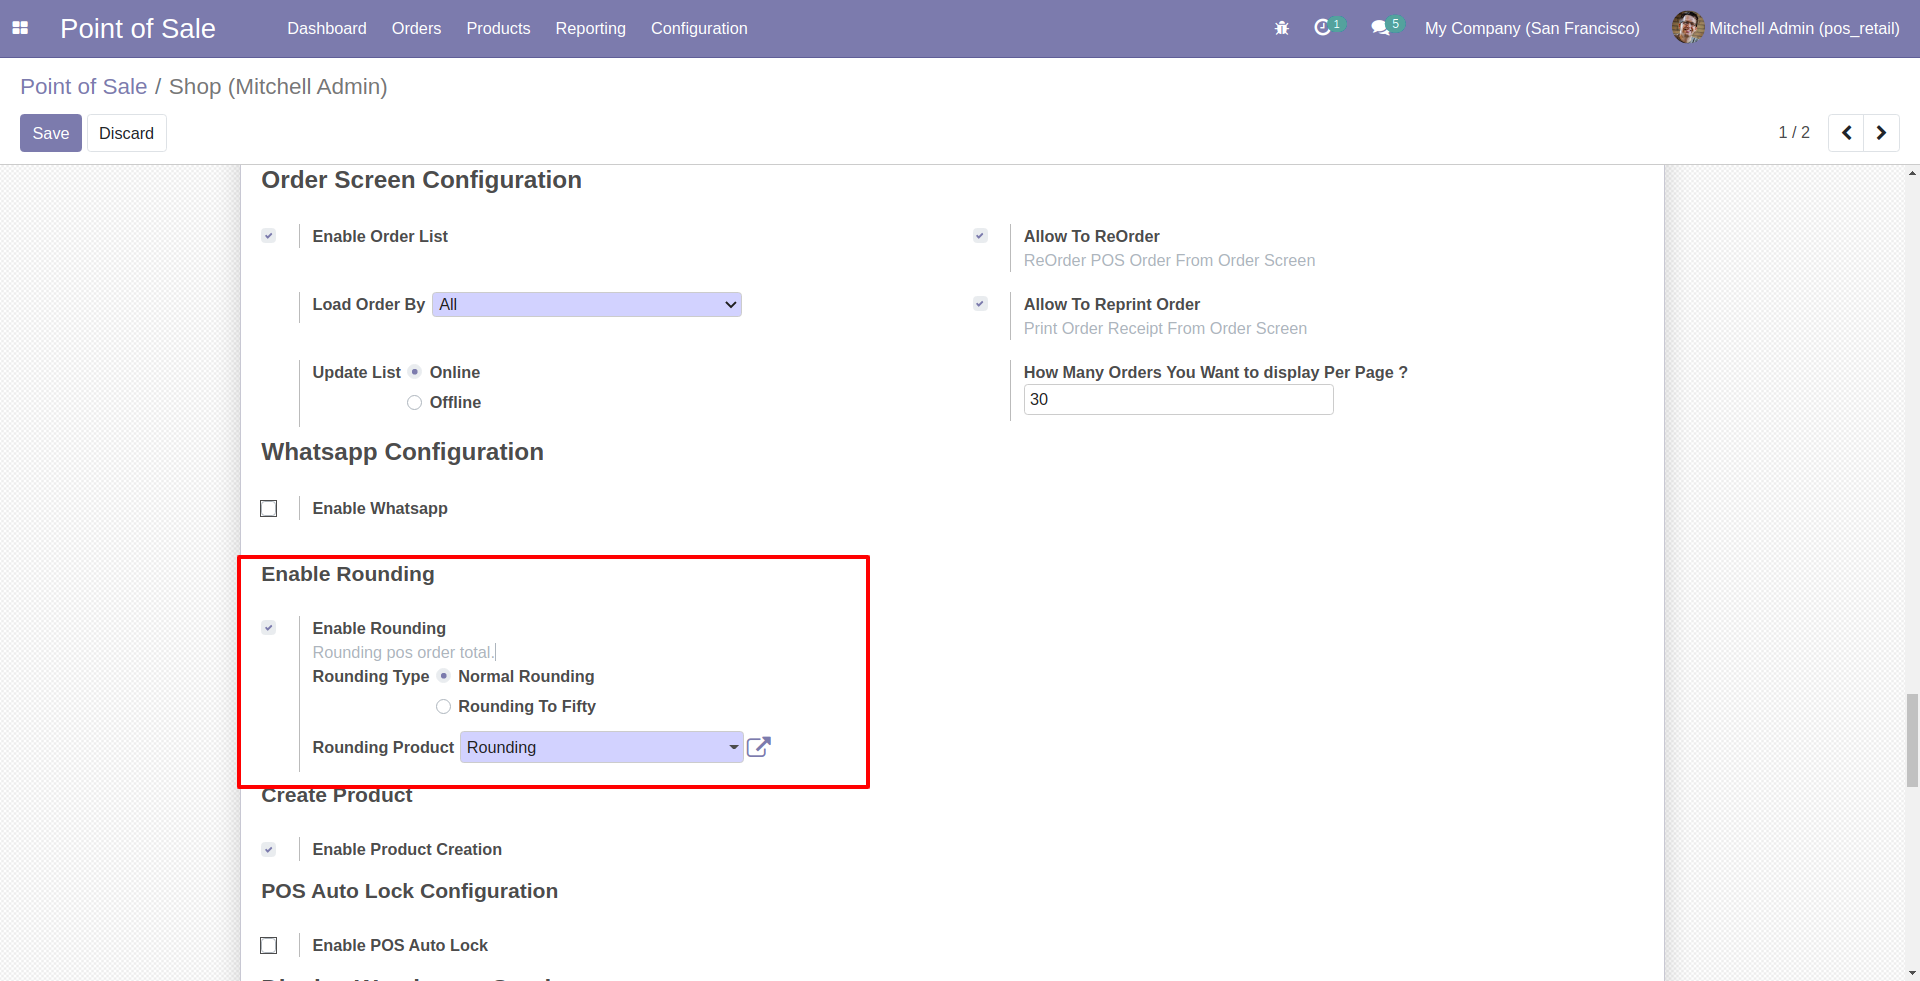 Point of Sale Dashboard Orders Products Reporting Configuration 1 5 My Company (San Francisco) Mitchell Admin (pos_retail)
Point of Sale / Shop (Mitchell Admin)
Save Discard 1 / 2
Order Screen Configuration
Enable Order List Allow To ReOrder
ReOrder POS Order From Order Screen
Load Order By All Allow To Reprint Order
Print Order Receipt From Order Screen
Update List Online How Many Orders You Want to display Per Page ?
Offline 30
Whatsapp Configuration
Enable Whatsapp
Enable Rounding
Enable Rounding
Rounding pos order total.
Rounding Type Normal Rounding
Rounding To Fifty
Rounding Product Rounding
Create Product
Enable Product Creation
POS Auto Lock Configuration
Enable POS Auto Lock